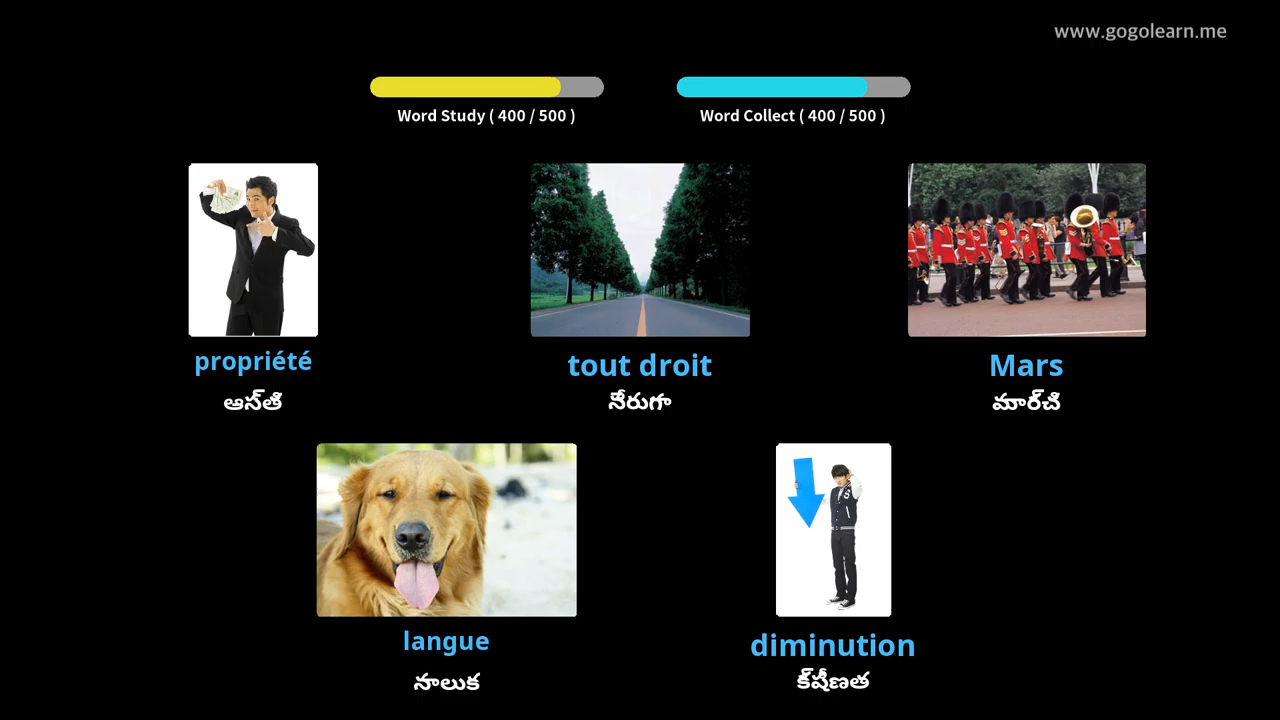 www.gogolearn.me
Word Study ( 400 / 500 )
Word Collect ( 400 / 500 )
propriété
ఆస్తి
tout droit
నేరుగా
Mars
మార్చి
langue
నాలుక
diminution
క్షీణత